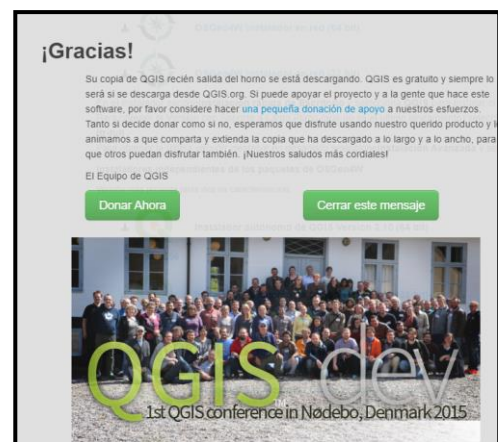 ¡Gracias!
Su copia de QGIS recién salida del horno se está descargando. QGIS es gratuito y siempre lo
será si se descarga desde QGIS.org. Si puede apoyar el proyecto y a la gente que hace este
software, por favor considere hacer una pequeña donación de apoyo a nuestros esfuerzos.
Tanto si decide donar como si no, esperamos que disfrute usando nuestro querido producto y
animamos a que comparta y extienda la copia que ha descargado a lo largo y a lo ancho, para
que otros puedan disfrutar también. ¡Nuestros saludos más cordiales!
El Equipo de QGIS
Donar Ahora
Cerrar este mensaje
QGIS dev
1st QGIS conference in Nødebo, Denmark 2015